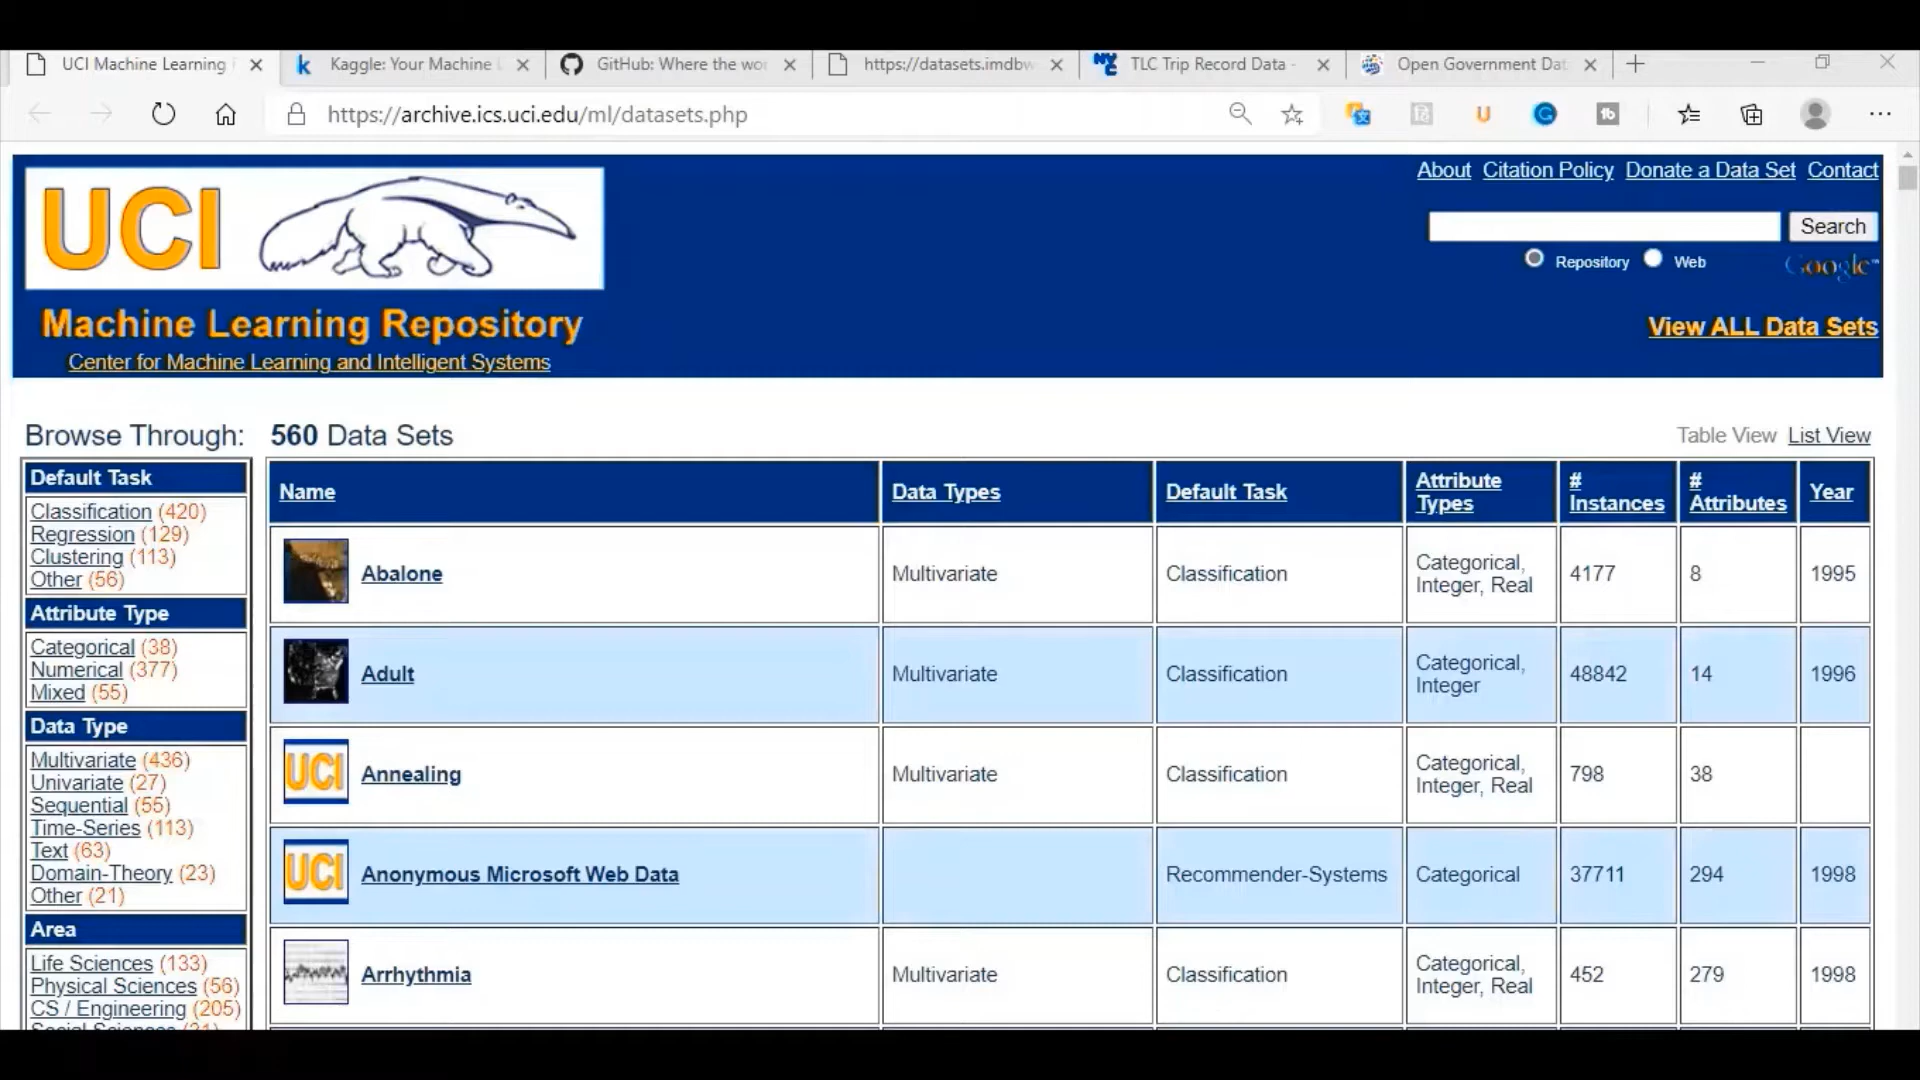 UCI Machine Learning
Kaggle: Your Machine L
GitHub: Where the wor
https://datasets.imdbw
TLC Trip Record Data -
Open Government Dat
https://archive.ics.uci.edu/ml/datasets.php
UCI
Machine Learning Repository
Center for Machine Learning and Intelligent Systems
About Citation Policy Donate a Data Set Contact
Search
Repository Web Google™
View ALL Data Sets
Browse Through:
Default Task
Classification (420)
Regression (129)
Clustering (113)
Other (56)
Attribute Type
Categorical (38)
Numerical (377)
Mixed (55)
Data Type
Multivariate (436)
Univariate (27)
Sequential (55)
Time-Series (113)
Text (63)
Domain-Theory (23)
Other (21)
Area
Life Sciences (133)
Physical Sciences (56)
CS / Engineering (205)
560 Data Sets
Table View List View
Name Data Types Default Task Attribute Types # Instances # Attributes Year
Abalone Multivariate Classification Categorical, Integer, Real 4177 8 1995
Adult Multivariate Classification Categorical, Integer 48842 14 1996
UCI Annealing Multivariate Classification Categorical, Integer, Real 798 38
UCI Anonymous Microsoft Web Data Recommender-Systems Categorical 37711 294 1998
Arrhythmia Multivariate Classification Categorical, Integer, Real 452 279 1998